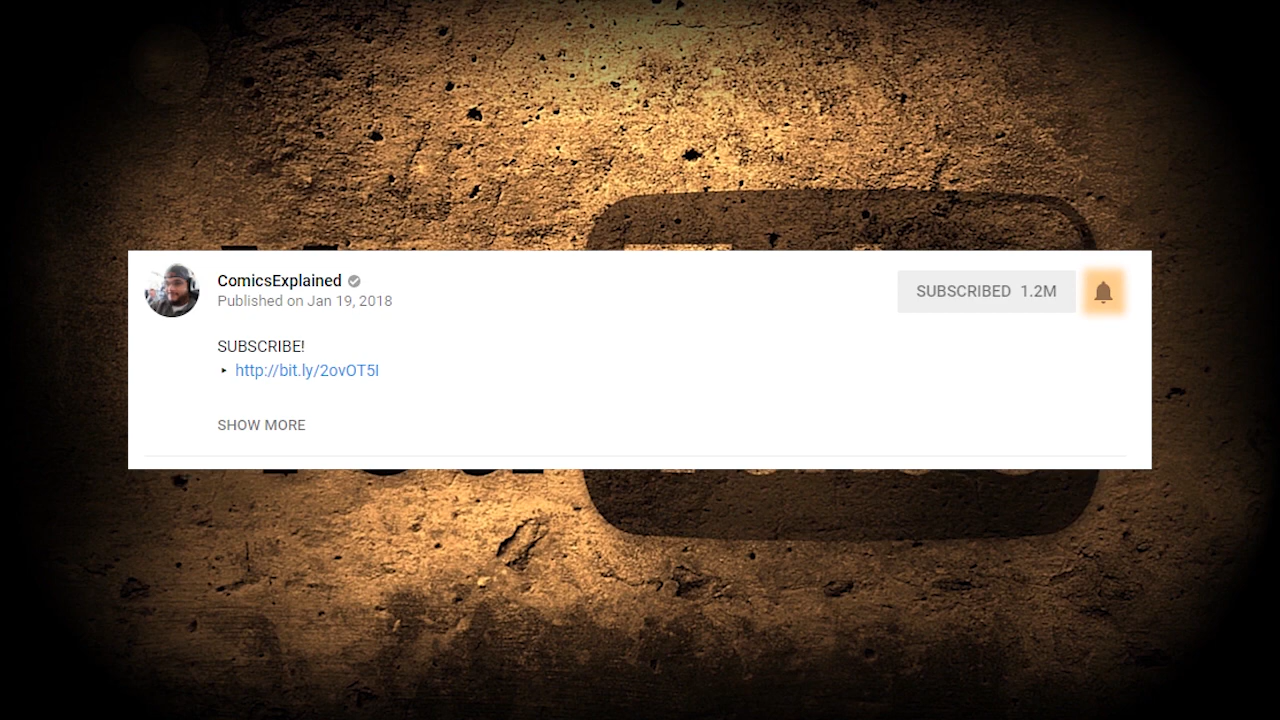 ComicsExplained
Published on Jan 19, 2018
SUBSCRIBED 1.2M
SUBSCRIBE!
‣ http://bit.ly/2ovOT5I
SHOW MORE